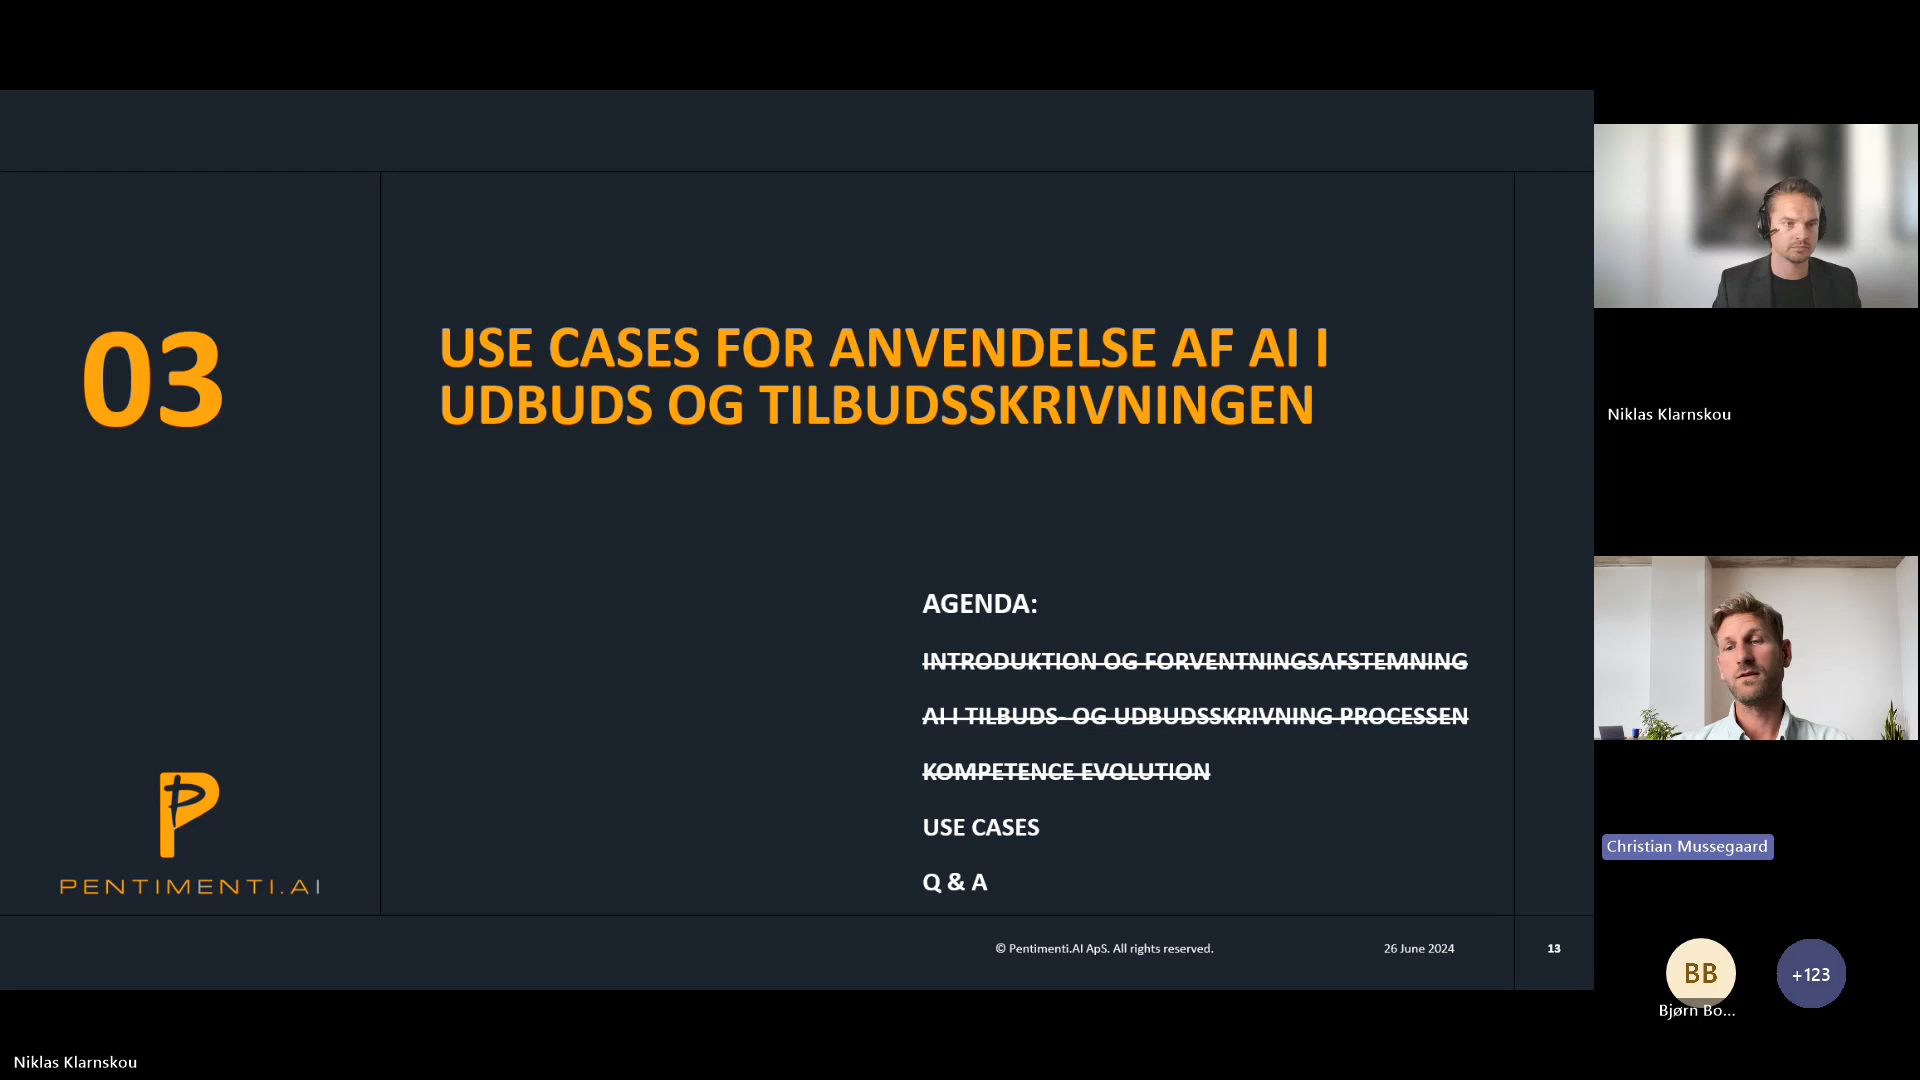 03
USE CASES FOR ANVENDELSE AF AI I
UDBUDS OG TILBUDSSKRIVNINGEN
AGENDA:
INTRODUKTION OG FORVENTNINGSAFSTEMNING
AI I TILBUDS- OG UDBUDSSKRIVNING PROCESSEN
KOMPETENCE EVOLUTION
USE CASES
Q & A
PENTIMENTI.AI
© Pentimenti.AI ApS. All rights reserved.
26 June 2024
13
Niklas Klarnskou
Christian Mussegaard
BB
+123
Bjørn Bo...
Niklas Klarnskou